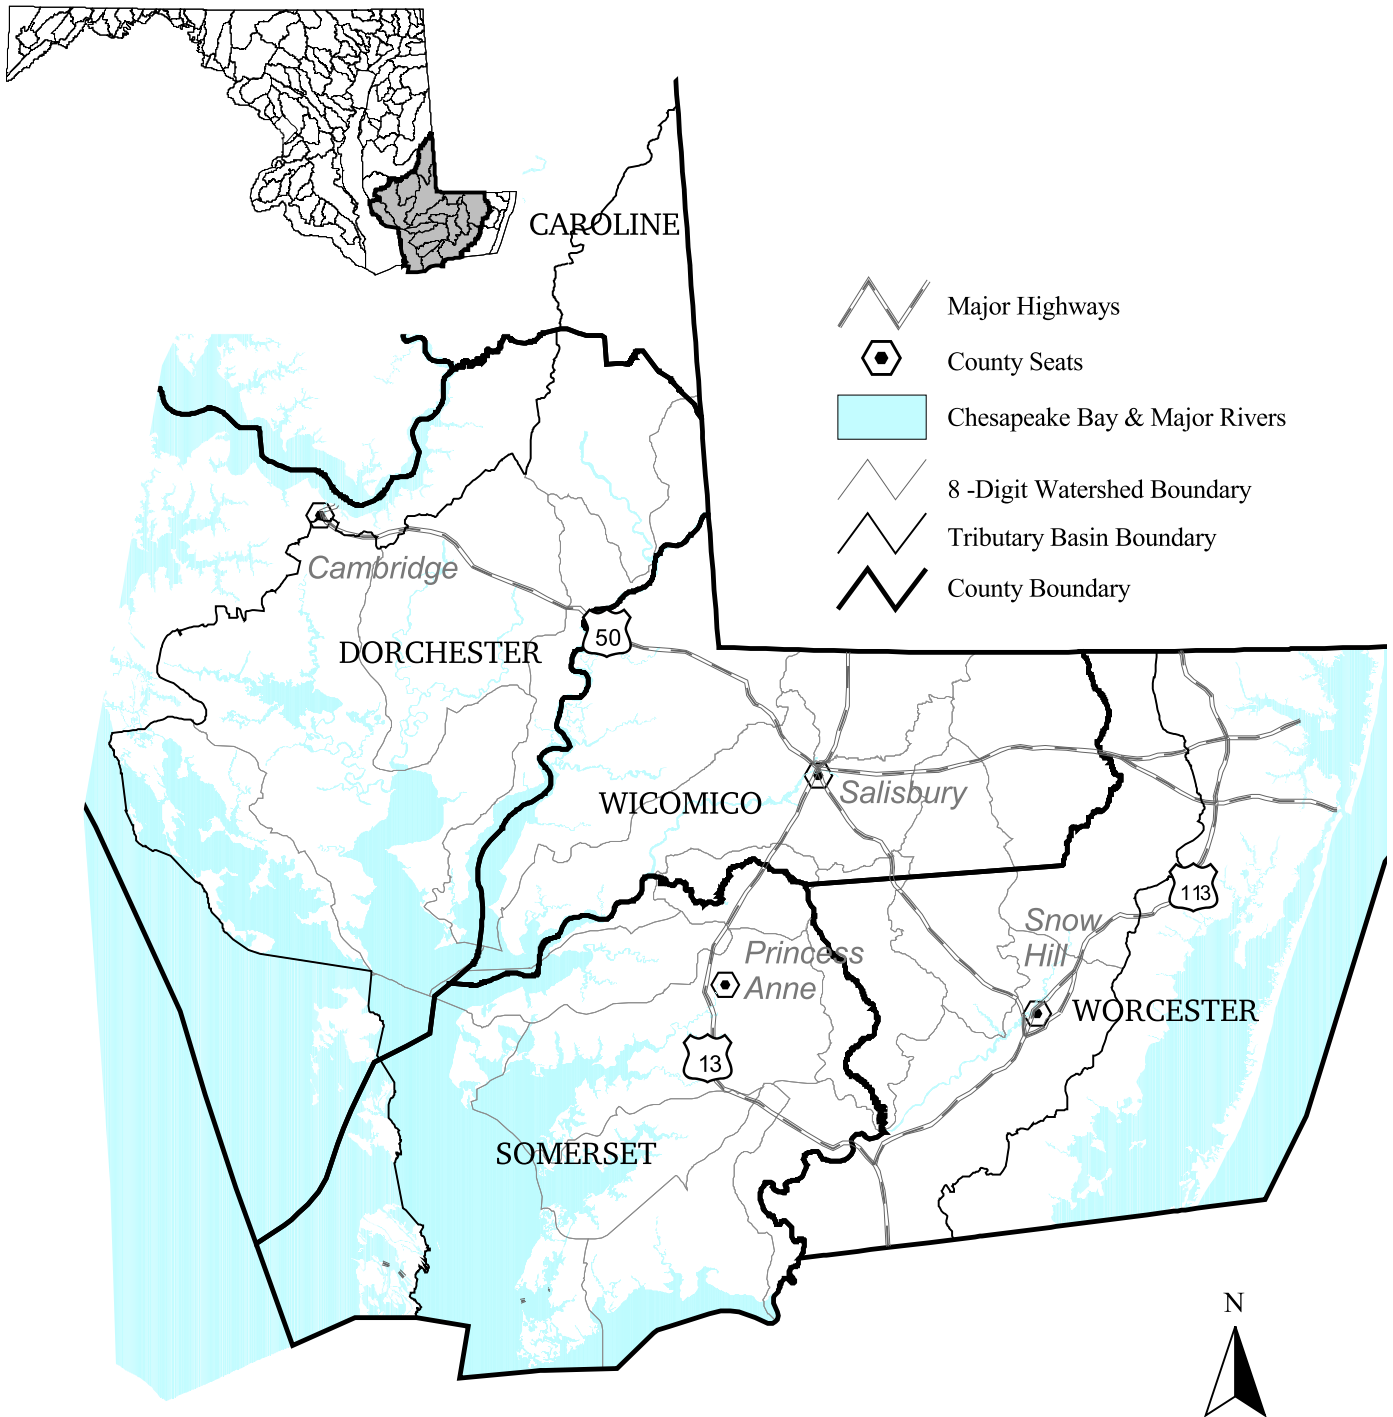 CAROLINE
Major Highways
County Seats
Chesapeake Bay & Major Rivers
8 -Digit Watershed Boundary
Tributary Basin Boundary
County Boundary
Cambridge
DORCHESTER
50
WICOMICO
Salisbury
113
Snow
Hill
Princess
Anne
WORCESTER
13
SOMERSET
N